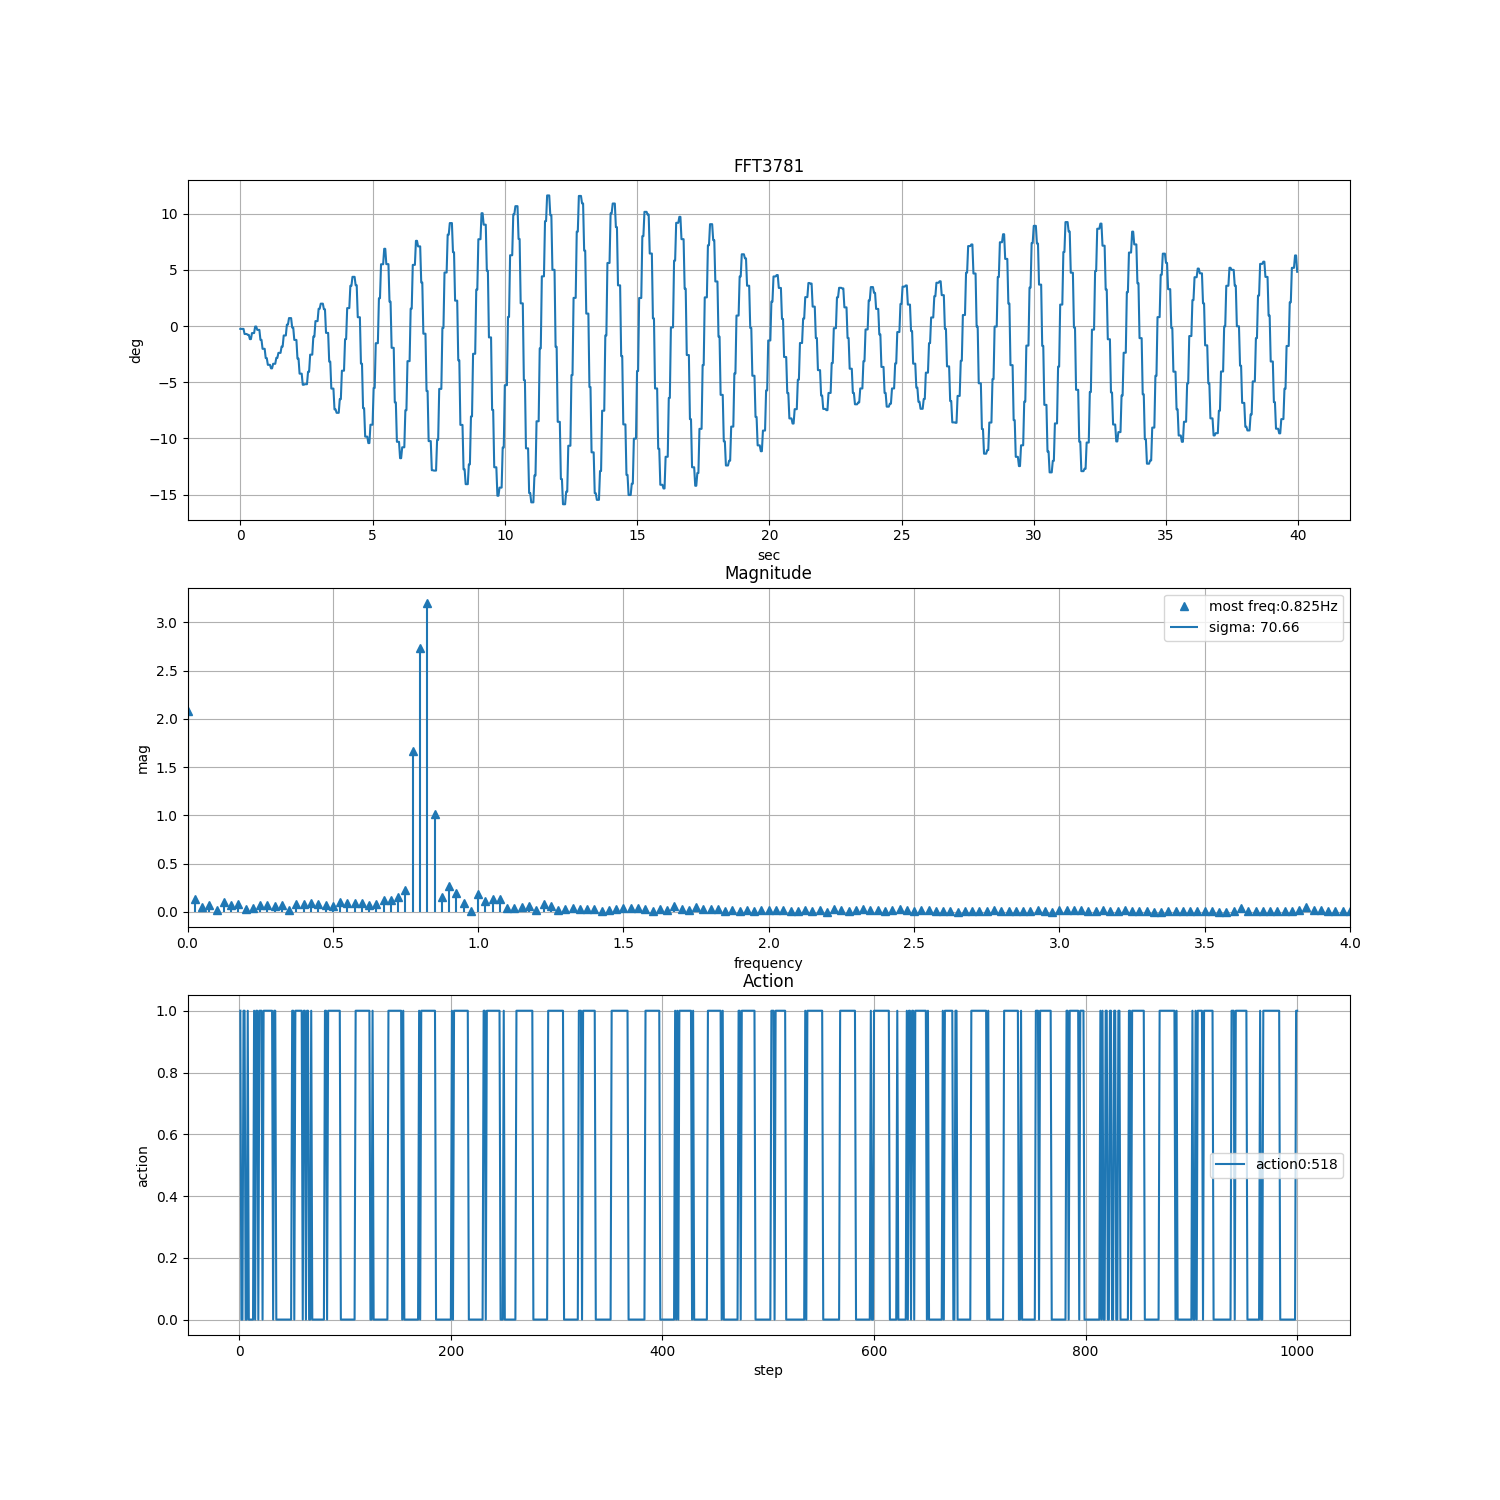 FFT3781
10
5
0
−5
−10
−15
deg
0 5 10 15 20 25 30 35 40
sec
Magnitude
most freq:0.825Hz
sigma: 70.66
3.0
2.5
2.0
1.5
1.0
0.5
0.0
mag
0.0 0.5 1.0 1.5 2.0 2.5 3.0 3.5 4.0
frequency
Action
1.0
0.8
0.6
0.4
0.2
0.0
action
action0:518
0 200 400 600 800 1000
step